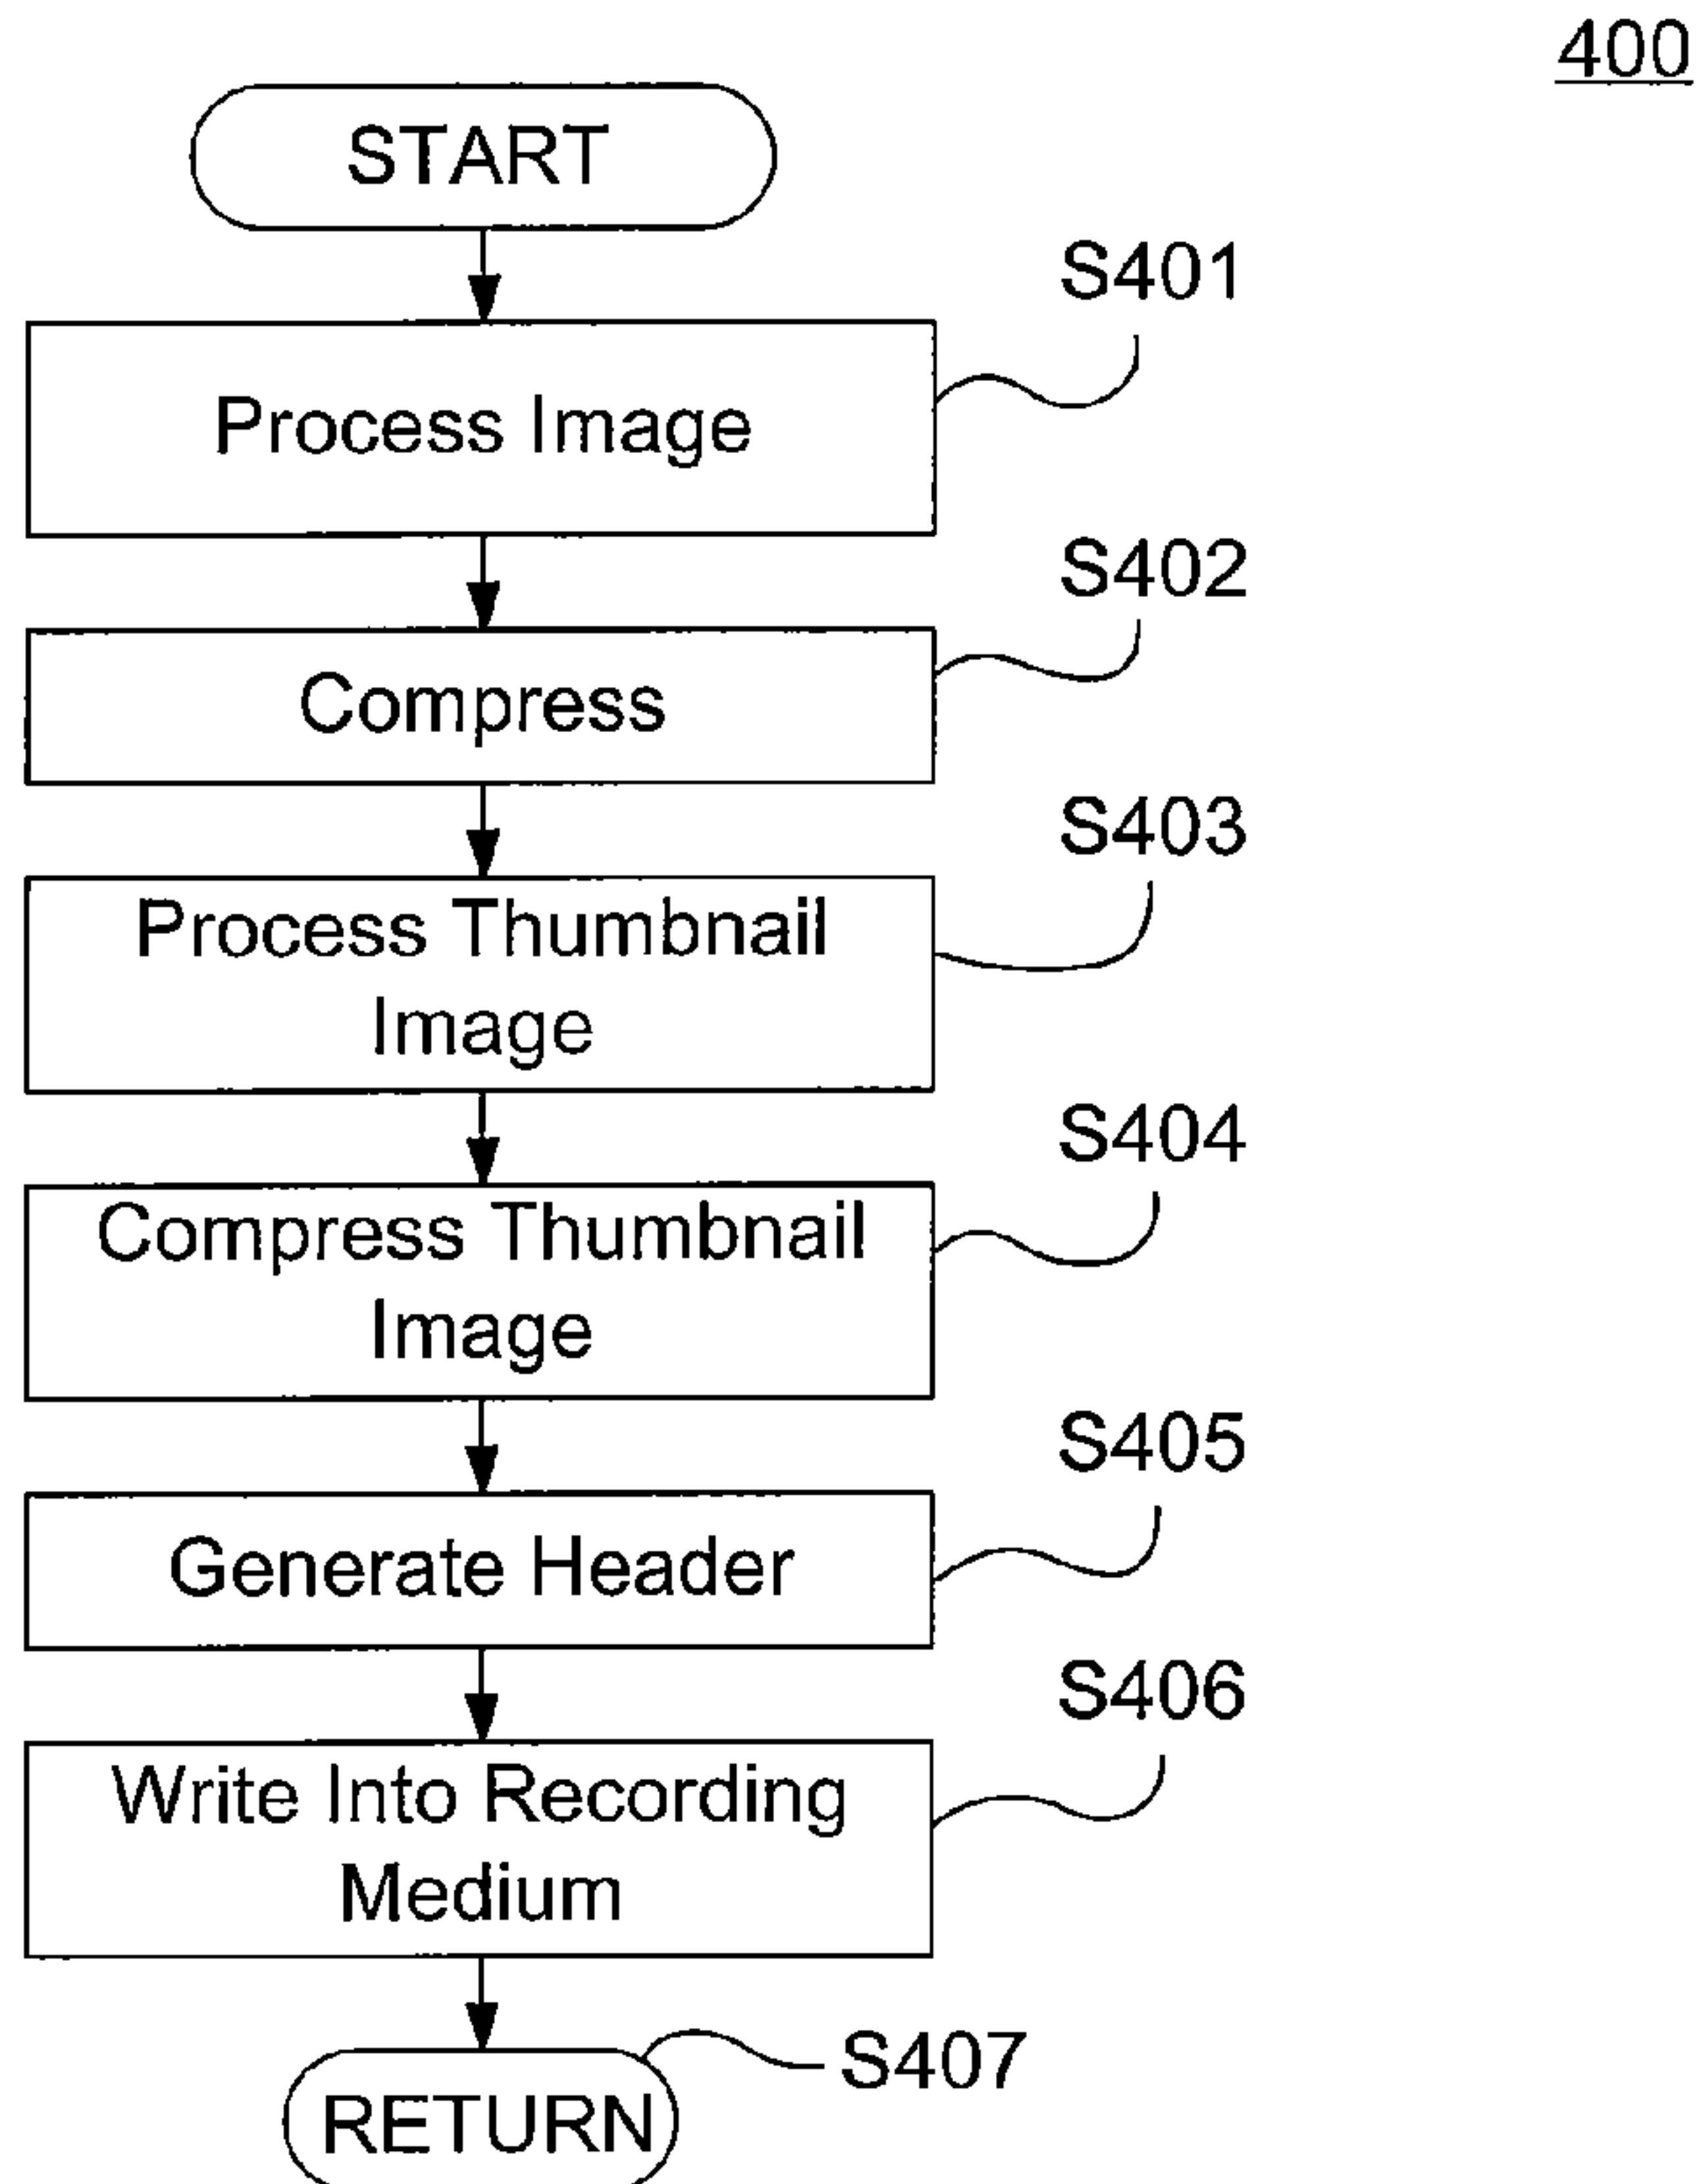 400
START
S401
Process Image
S402
Compress
S403
Process Thumbnail
Image
S404
Compress Thumbnail
Image
S405
Generate Header
S406
Write Into Recording
Medium
S407
RETURN